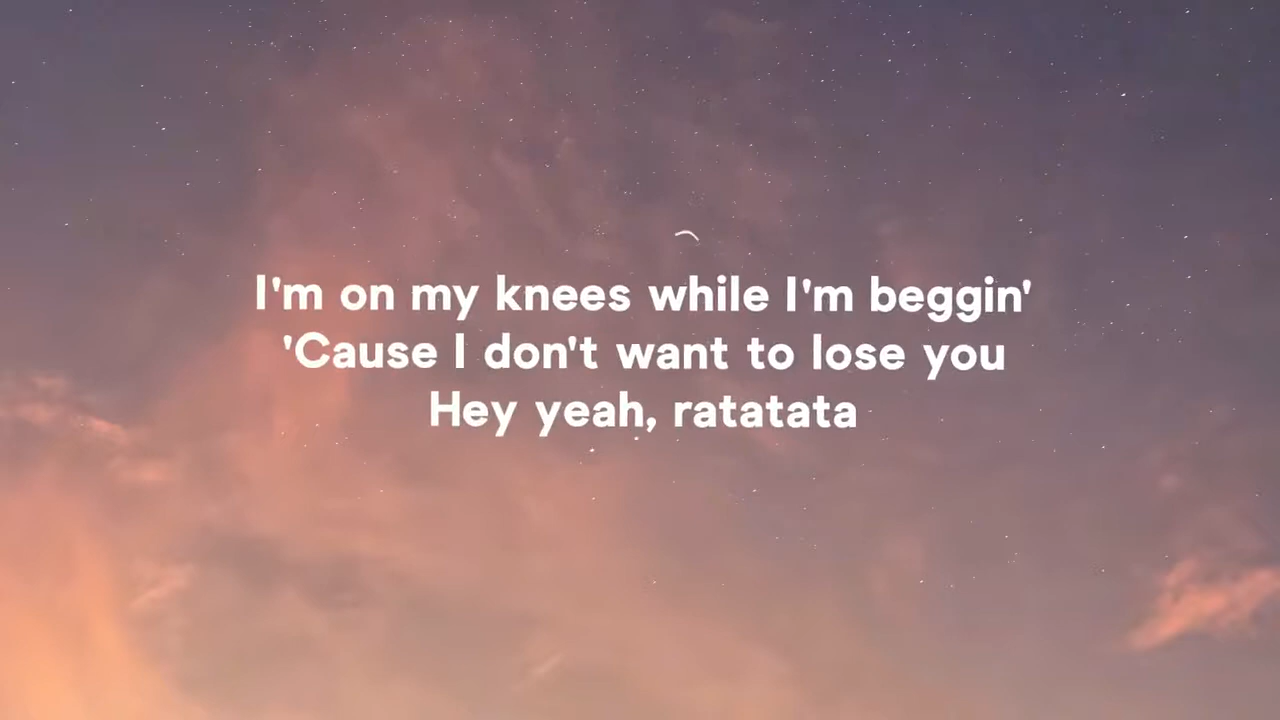 I'm on my knees while I'm beggin'
'Cause I don't want to lose you
Hey yeah, ratatata